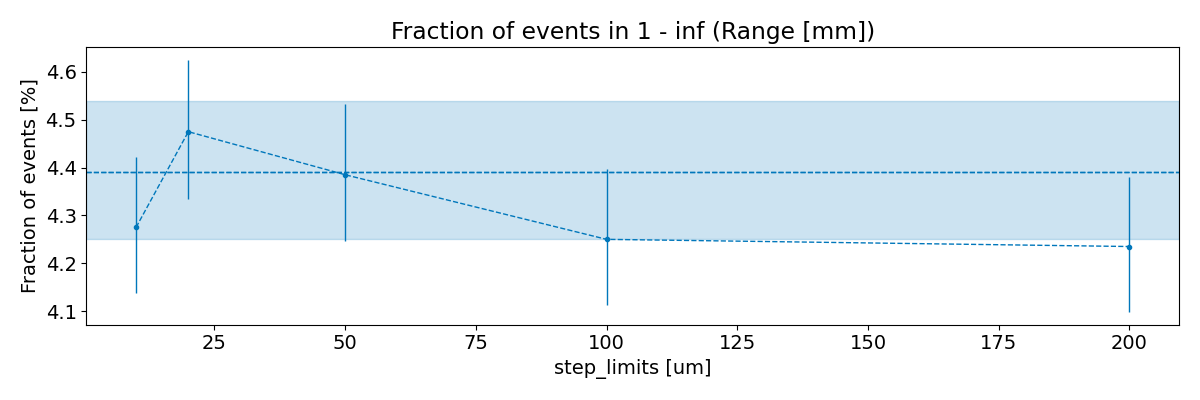 Fraction of events in 1 - inf (Range [mm])
Fraction of events [%]
4.6
4.5
4.4
4.3
4.2
4.1
25 50 75 100 125 150 175 200
step_limits [um]